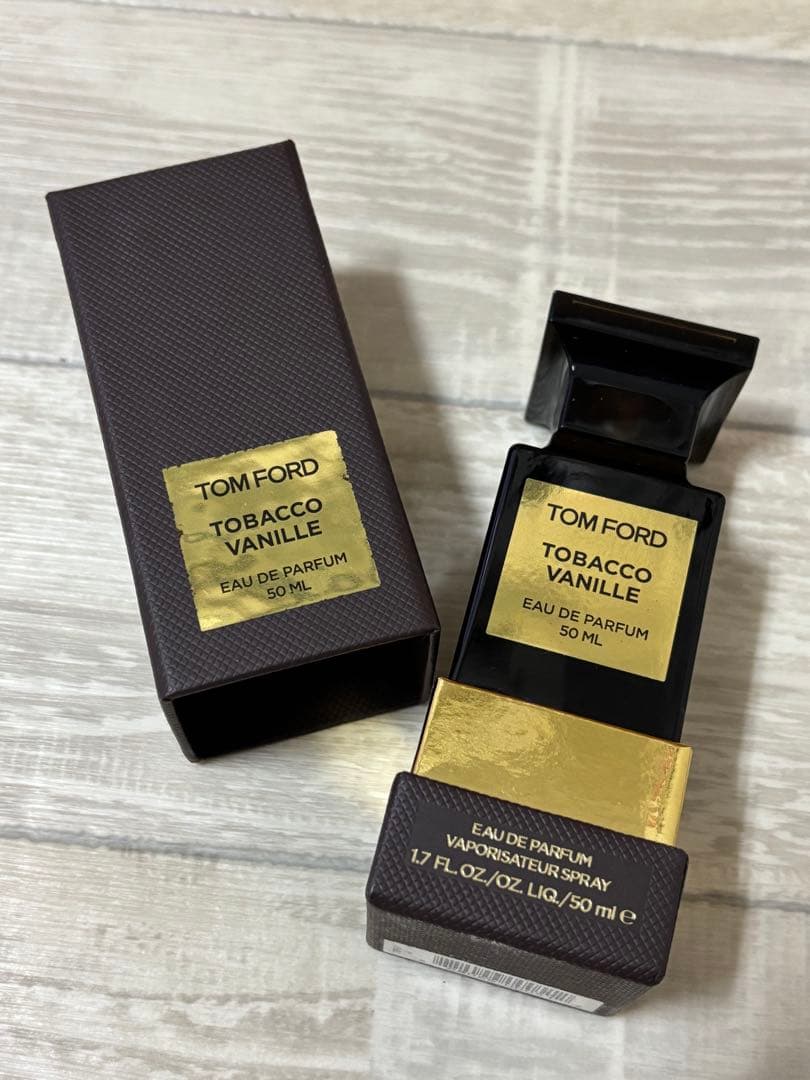 TOM FORD
TOBACCO
VANILLE
EAU DE PARFUM
50 ML
TOM FORD
TOBACCO
VANILLE
EAU DE PARFUM
50 ML
EAU DE PARFUM
VAPORISATEUR SPRAY
1.7 FL. OZ./OZ. LIQ./50 ml e